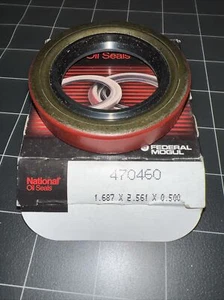 Oil Seals
National
Oil Seals
FEDERAL
MOGUL
470460
1.687 X 2.561 X 0.500